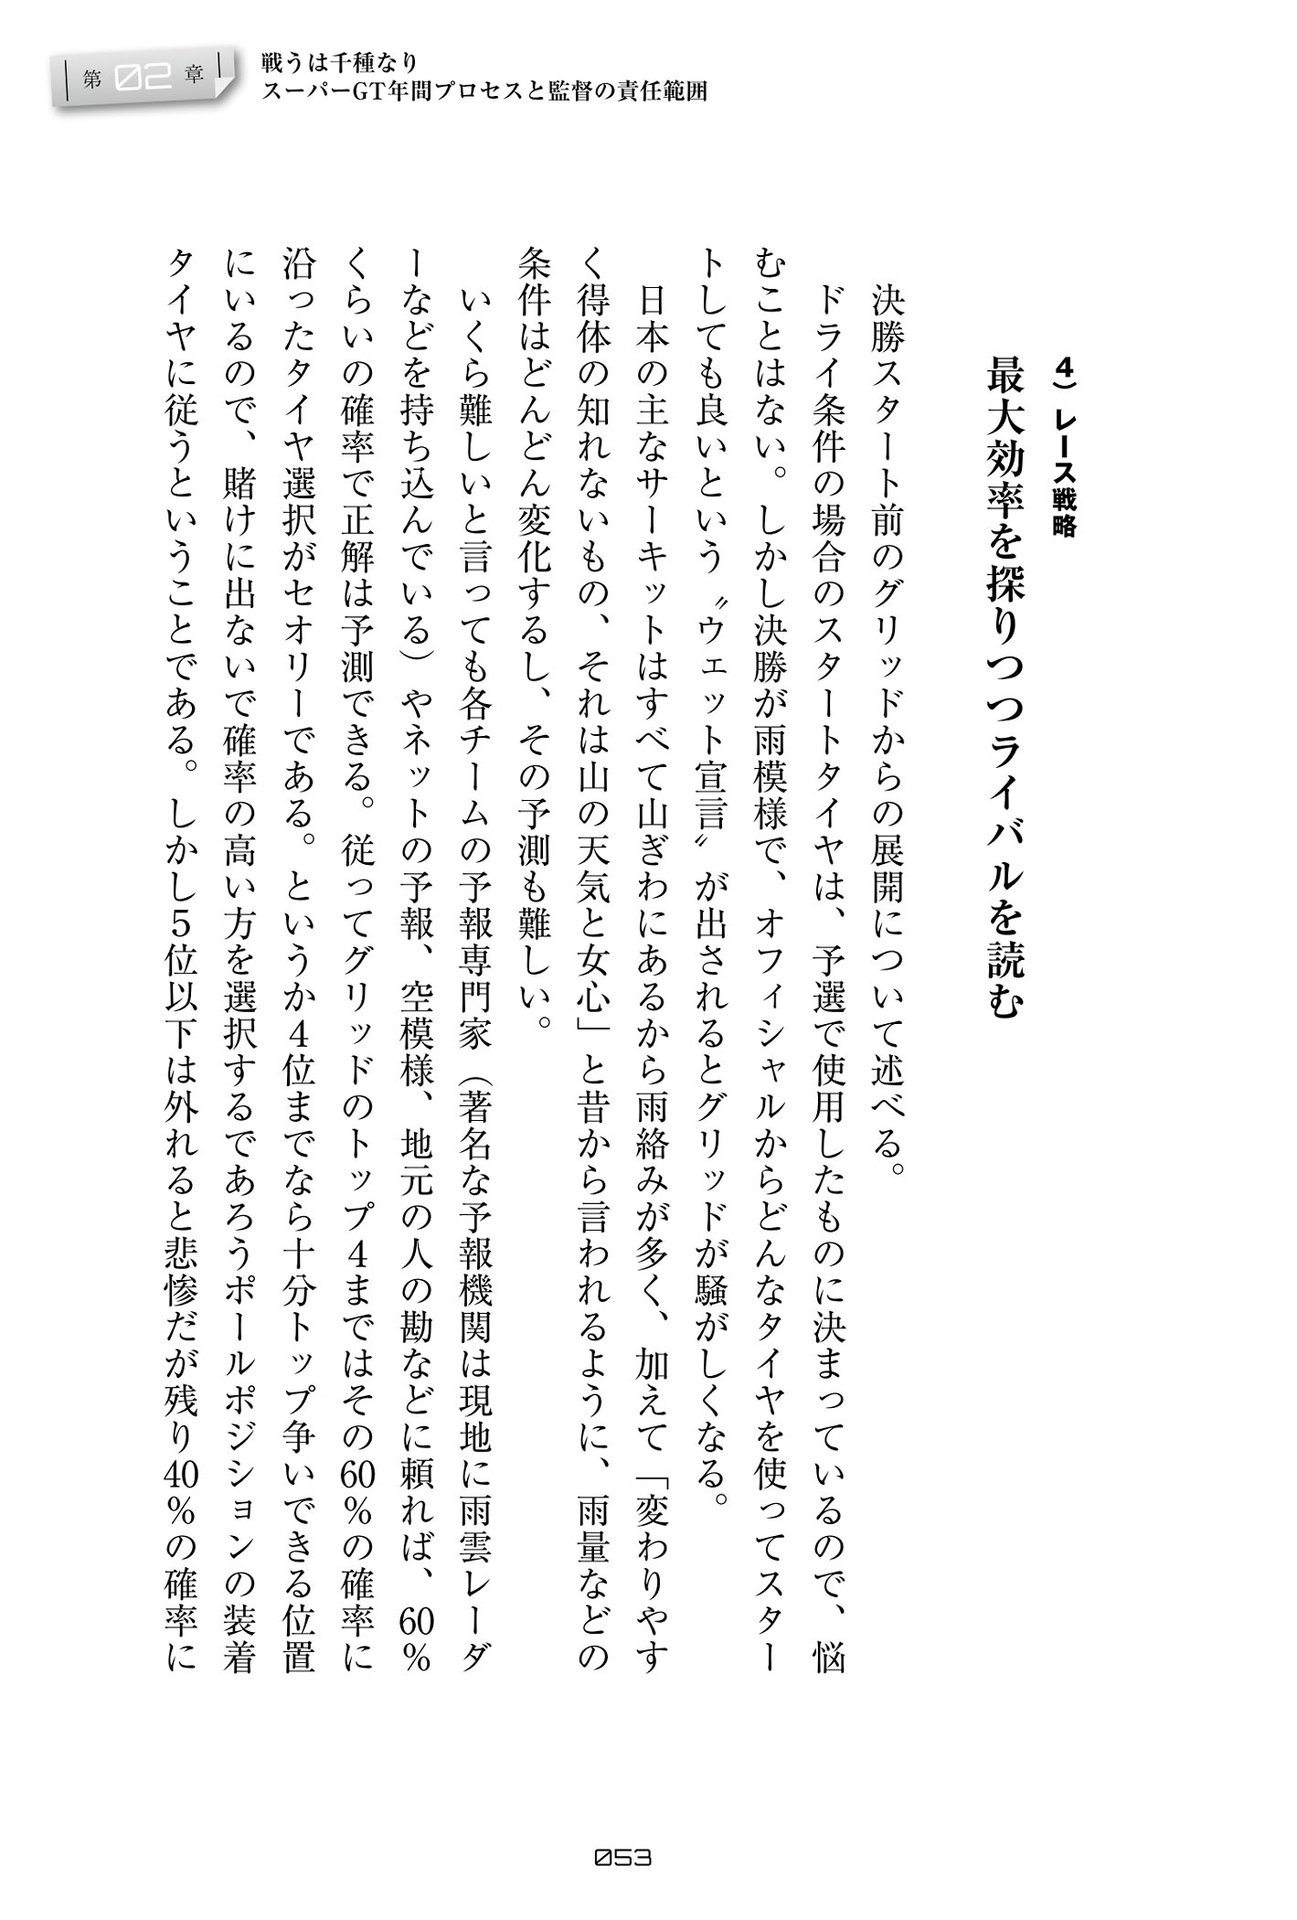 第02章
戦うは千種なり
スーパーGT年間プロセスと監督の責任範囲
4）レース戦略
最大効率を探りつつライバルを読む
決勝スタート前のグリッドからの展開について述べる。
ドライ条件の場合のスタートタイヤは、予選で使用したものに決まっているので、悩
むことはない。しかし決勝が雨模様で、オフィシャルからどんなタイヤを使ってスター
トしても良いという〝ウェット宣言〟が出されるとグリッドが騒がしくなる。
日本の主なサーキットはすべて山ぎわにあるから雨絡みが多く、加えて「変わりやす
く得体の知れないもの、それは山の天気と女心」と昔から言われるように、雨量などの
条件はどんどん変化するし、その予測も難しい。
いくら難しいと言っても各チームの予報専門家（著名な予報機関は現地に雨雲レーダ
ーなどを持ち込んでいる）やネットの予報、空模様、地元の人の勘などに頼れば、60％
くらいの確率で正解は予測できる。従ってグリッドのトップ4まではその60％の確率に
沿ったタイヤ選択がセオリーである。というか4位までなら十分トップ争いできる位置
にいるので、賭けに出ないで確率の高い方を選択するであろうポールポジションの装着
タイヤに従うということである。しかし5位以下は外れると悲惨だが残り40％の確率に
053